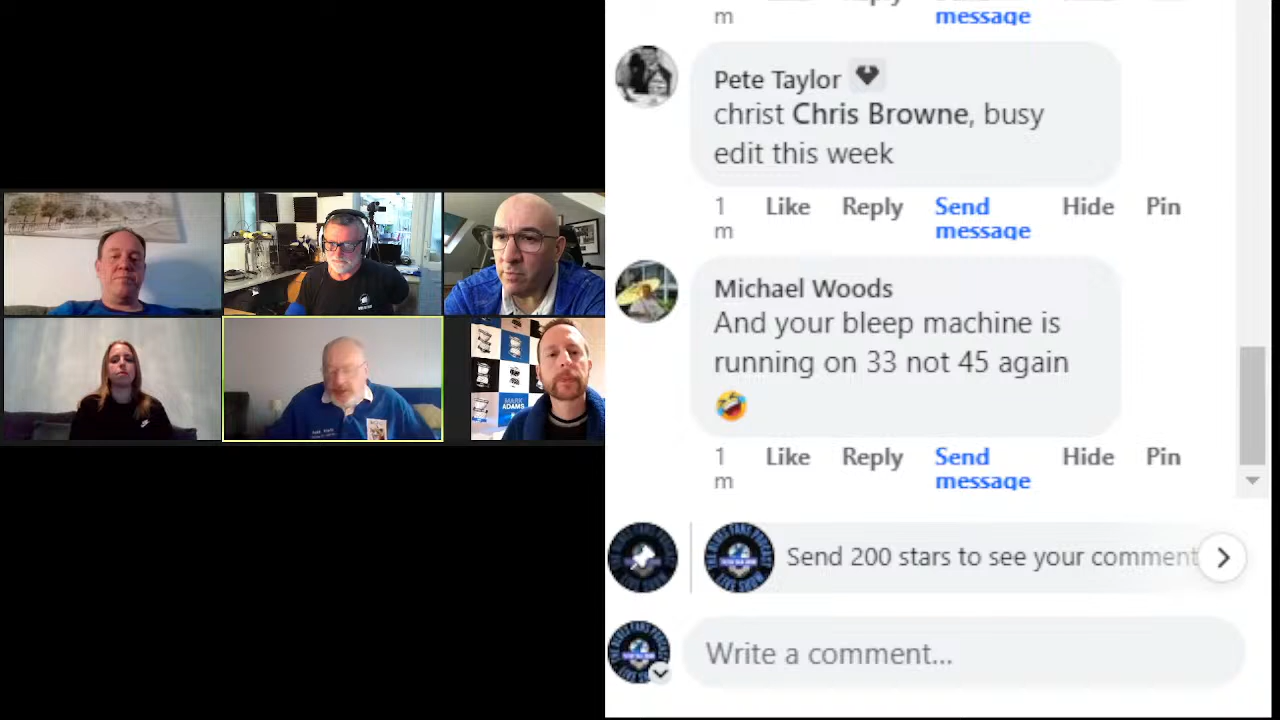 m
message
Pete Taylor
christ Chris Browne, busy
edit this week
1
m
Like
Reply
Send
message
Hide
Pin
Michael Woods
And your bleep machine is
running on 33 not 45 again
1
m
Like
Reply
Send
message
Hide
Pin
Send 200 stars to see your comment
Write a comment...
MARK
ADAMS